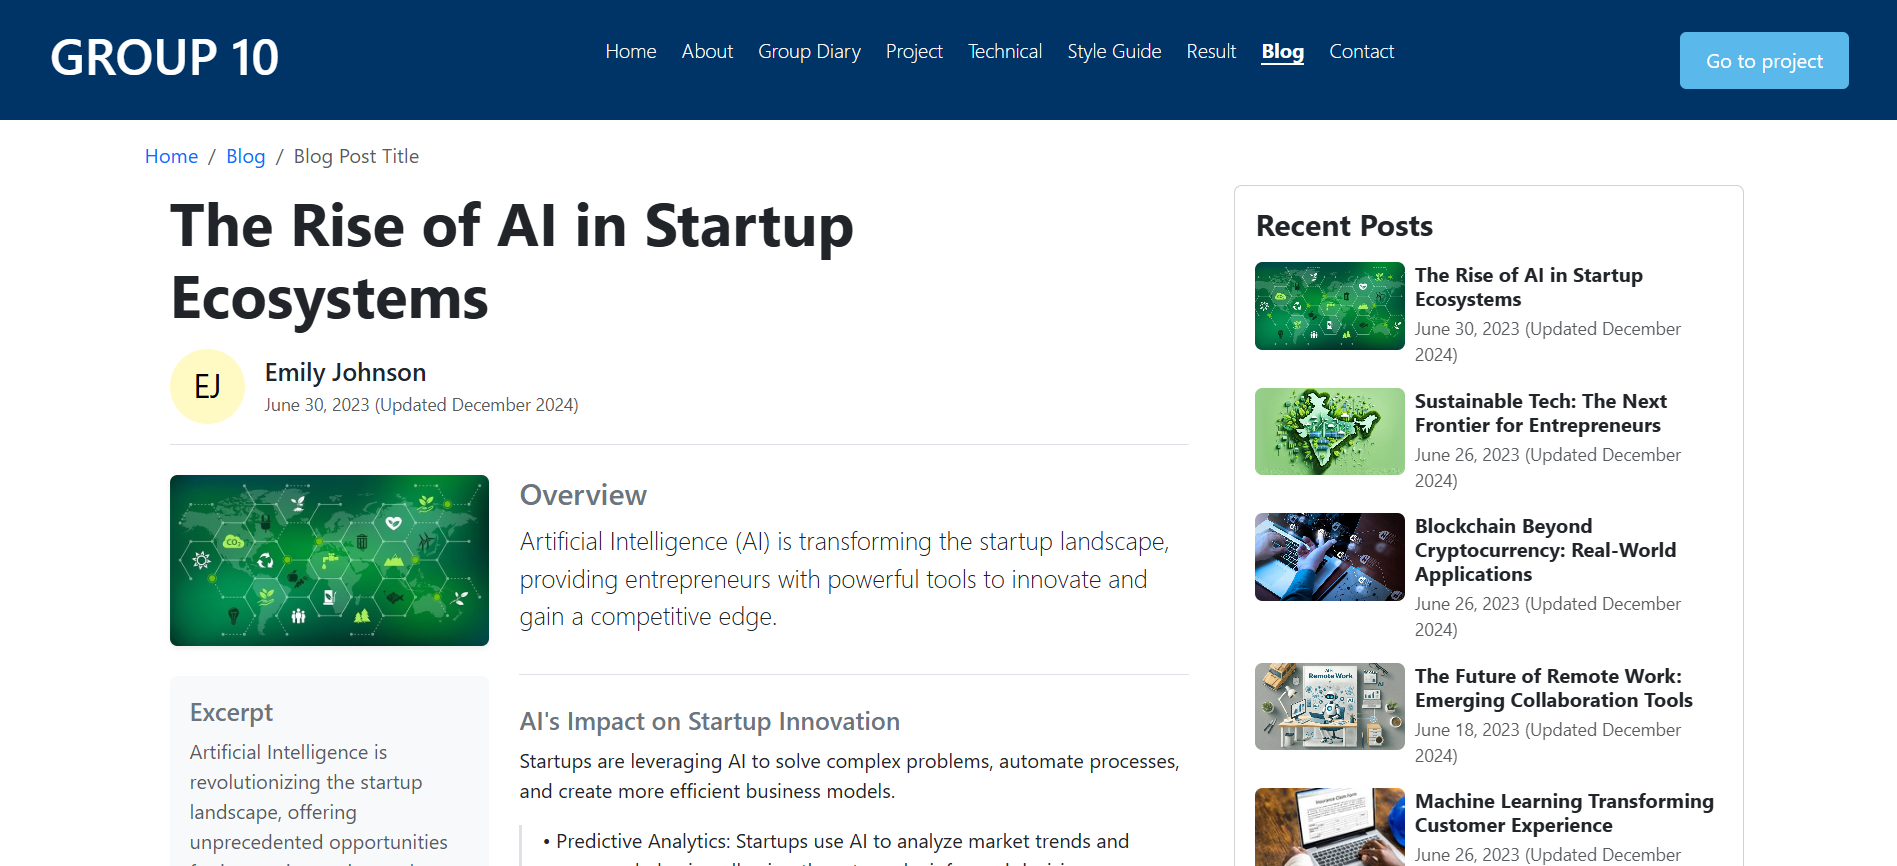 GROUP 10
Home About Group Diary Project Technical Style Guide Result Blog Contact
Go to project
Home / Blog / Blog Post Title
The Rise of AI in Startup
Ecosystems
EJ
Emily Johnson
June 30, 2023 (Updated December 2024)
CO₂
Overview
Artificial Intelligence (AI) is transforming the startup landscape,
providing entrepreneurs with powerful tools to innovate and
gain a competitive edge.
Excerpt
Artificial Intelligence is
revolutionizing the startup
landscape, offering
unprecedented opportunities
AI's Impact on Startup Innovation
Startups are leveraging AI to solve complex problems, automate processes,
and create more efficient business models.
• Predictive Analytics: Startups use AI to analyze market trends and
Recent Posts
The Rise of AI in Startup
Ecosystems
June 30, 2023 (Updated December
2024)
Sustainable Tech: The Next
Frontier for Entrepreneurs
June 26, 2023 (Updated December
2024)
Blockchain Beyond
Cryptocurrency: Real-World
Applications
June 26, 2023 (Updated December
2024)
Remote Work
The Future of Remote Work:
Emerging Collaboration Tools
June 18, 2023 (Updated December
2024)
Machine Learning Transforming
Customer Experience
June 26, 2023 (Updated December